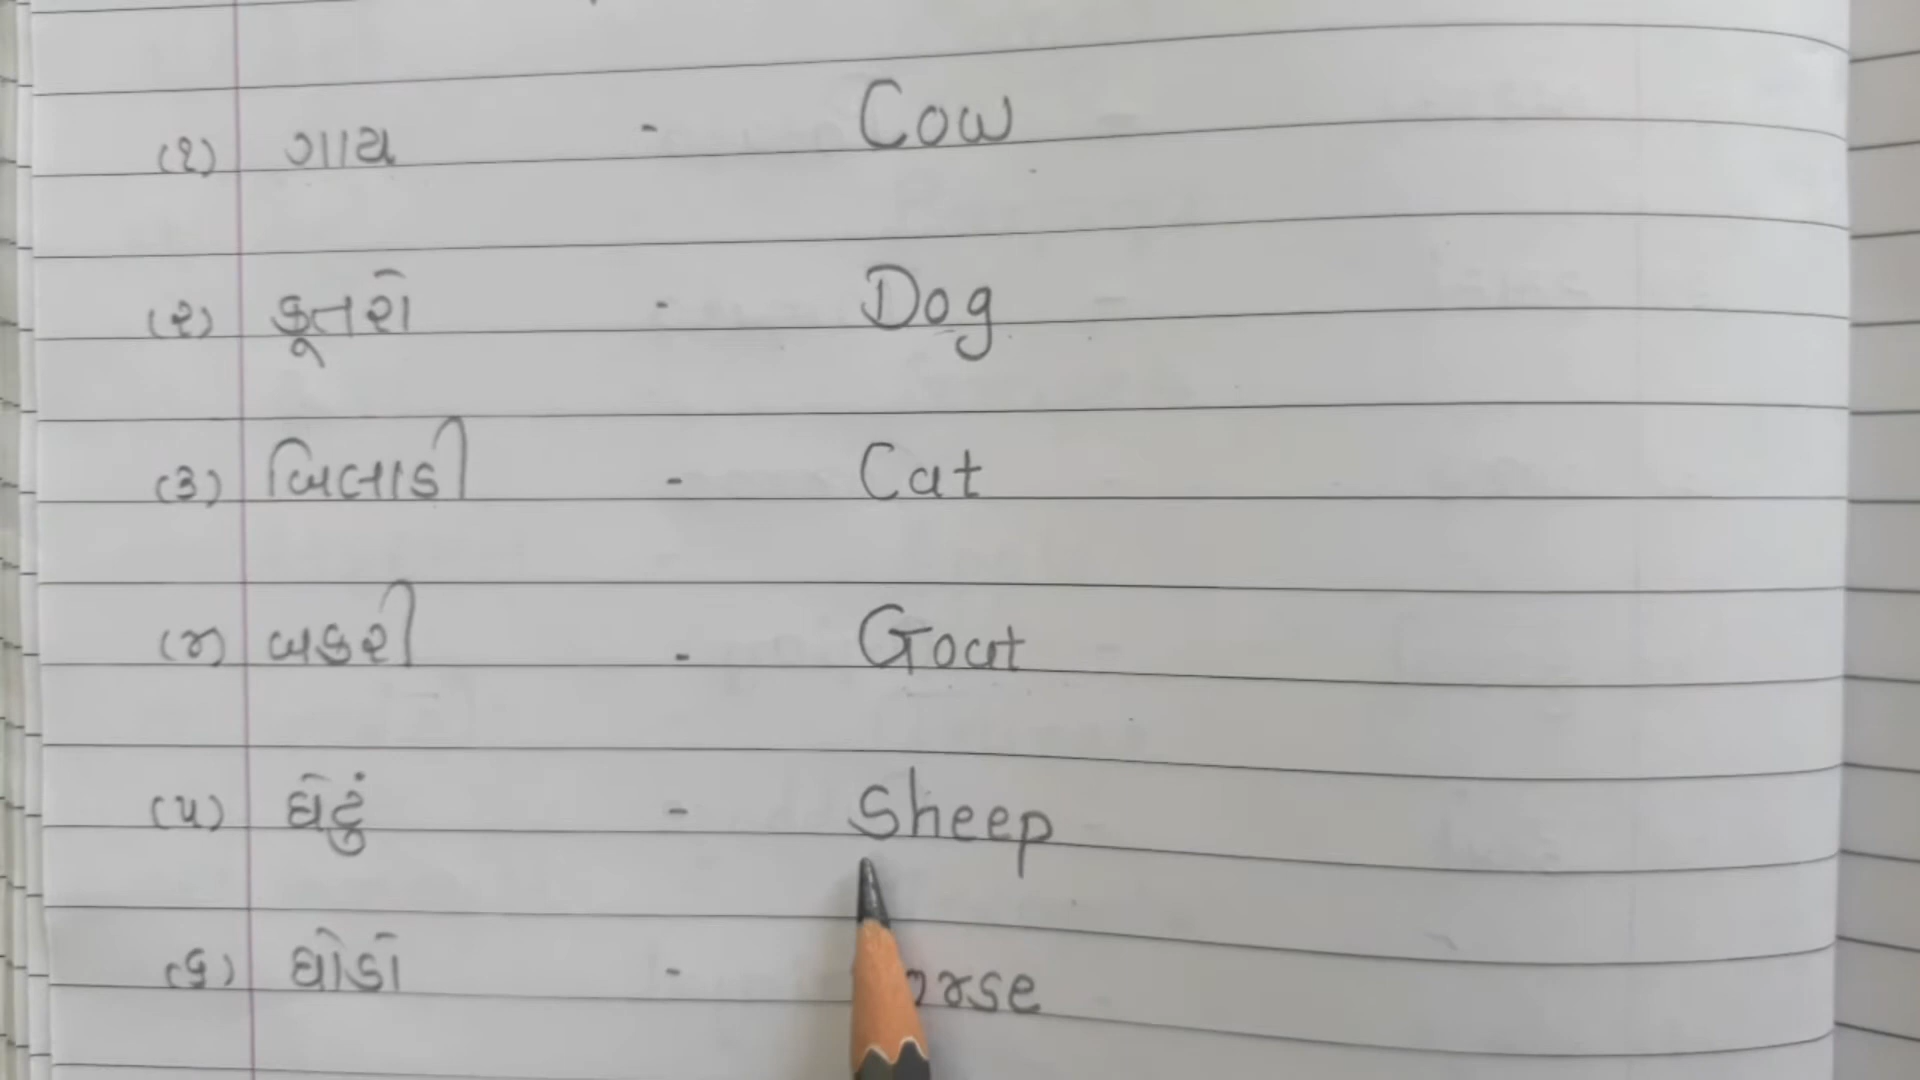 (૧) ગાય - Cow
(૨) કૂતરો - Dog
(૩) બિલાડી - Cat
(૪) બકરી - Goat
(૫) ઘેટું - Sheep
(૬) ઘોડો -